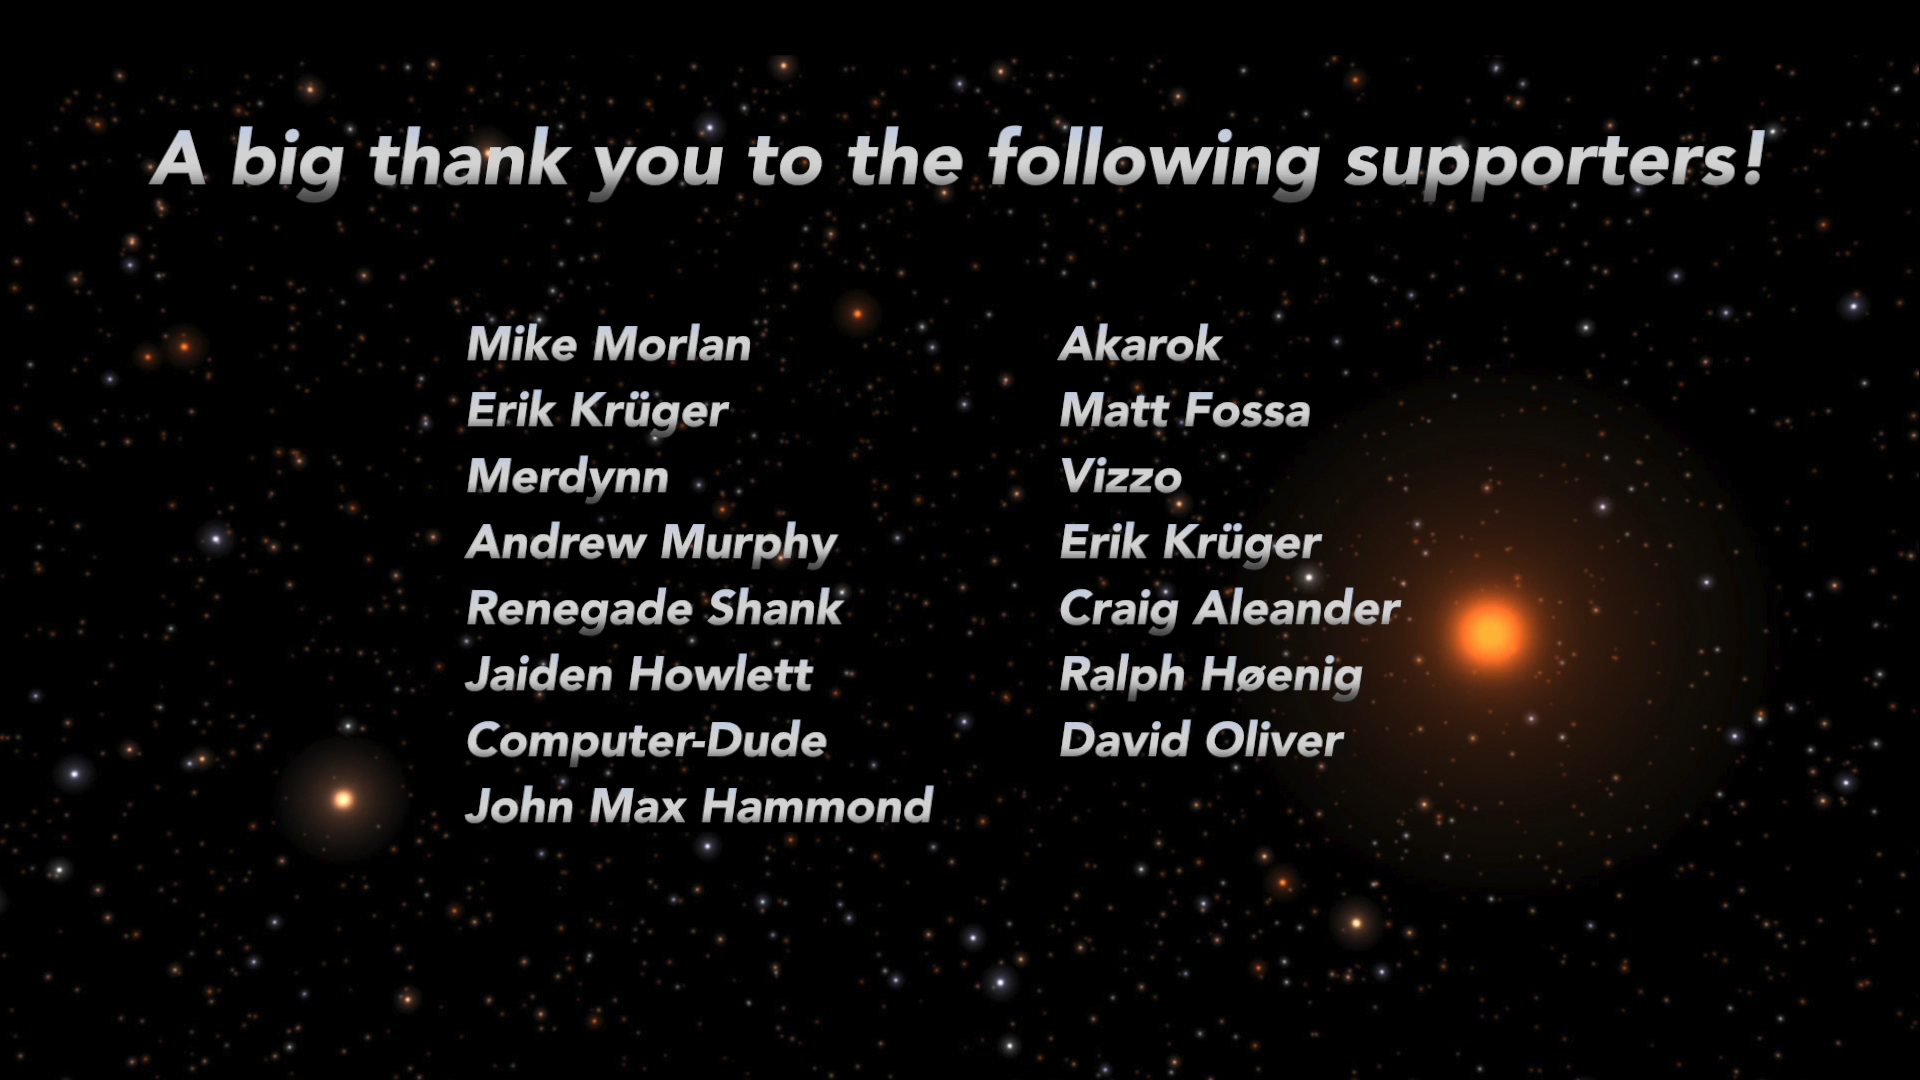 A big thank you to the following supporters!
Mike Morlan
Erik Krüger
Merdynn
Andrew Murphy
Renegade Shank
Jaiden Howlett
Computer-Dude
John Max Hammond
Akarok
Matt Fossa
Vizzo
Erik Krüger
Craig Aleander
Ralph Høenig
David Oliver